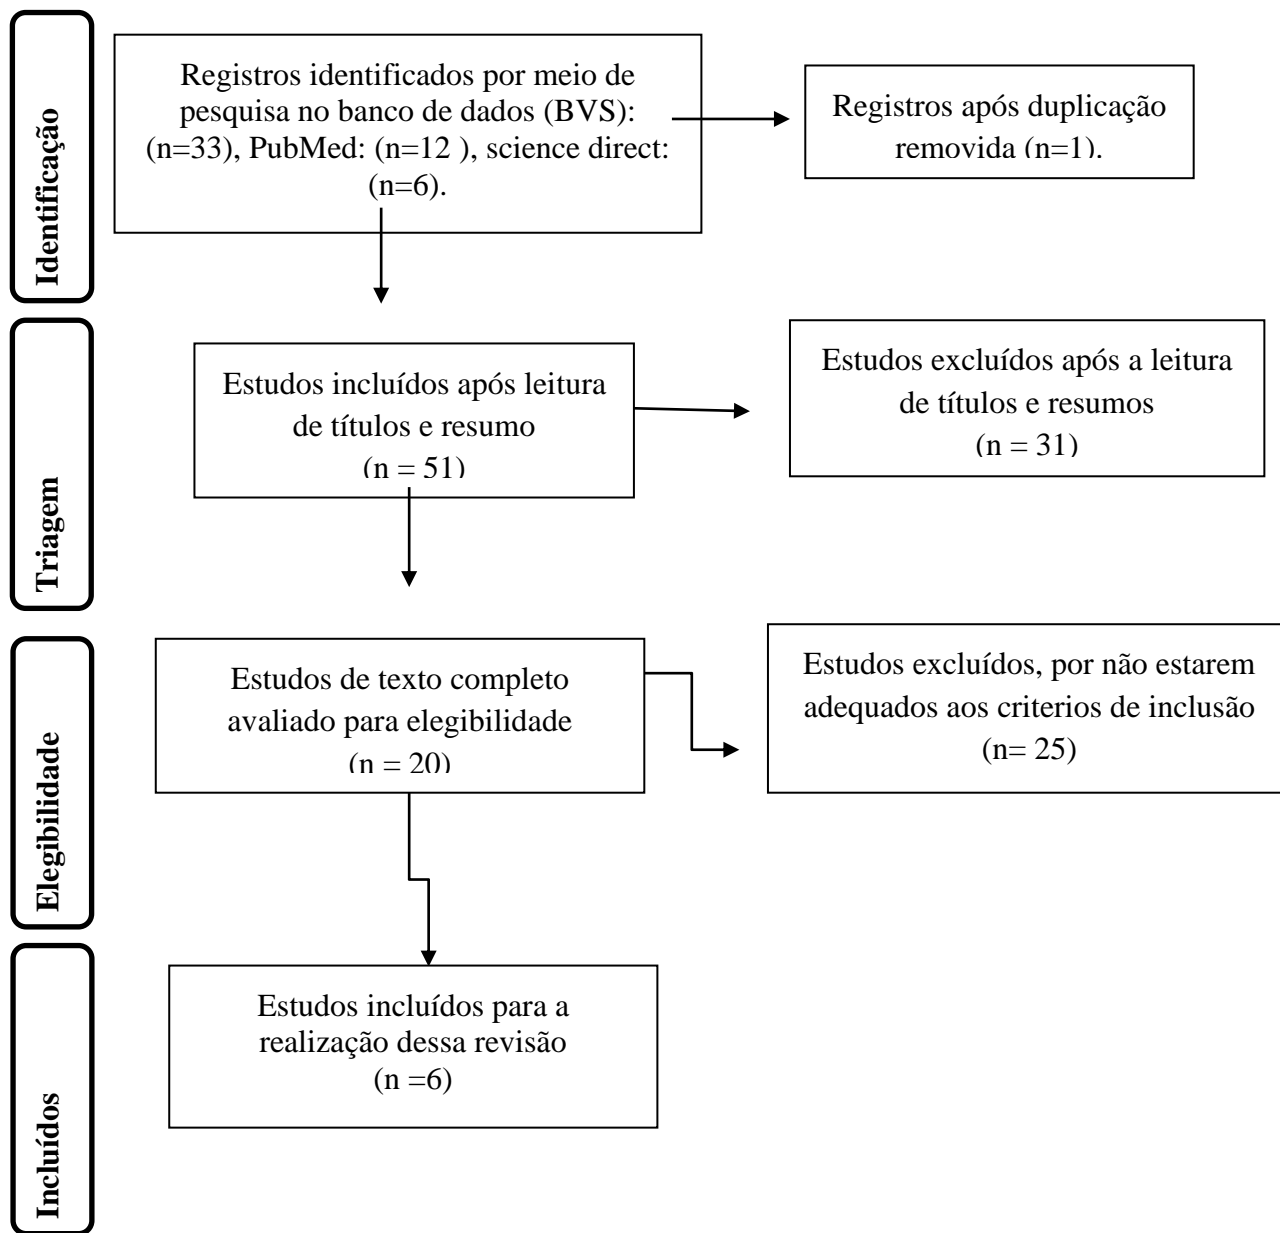 Identificação
Registros identificados por meio de
pesquisa no banco de dados (BVS):
(n=33), PubMed: (n=12 ), science direct:
(n=6).
Registros após duplicação
removida (n=1).
Triagem
Estudos incluídos após leitura
de títulos e resumo
(n = 51)
Estudos excluídos após a leitura
de títulos e resumos
(n = 31)
Elegibilidade
Estudos de texto completo
avaliado para elegibilidade
(n = 20)
Estudos excluídos, por não estarem
adequados aos criterios de inclusão
(n= 25)
Incluídos
Estudos incluídos para a
realização dessa revisão
(n =6)